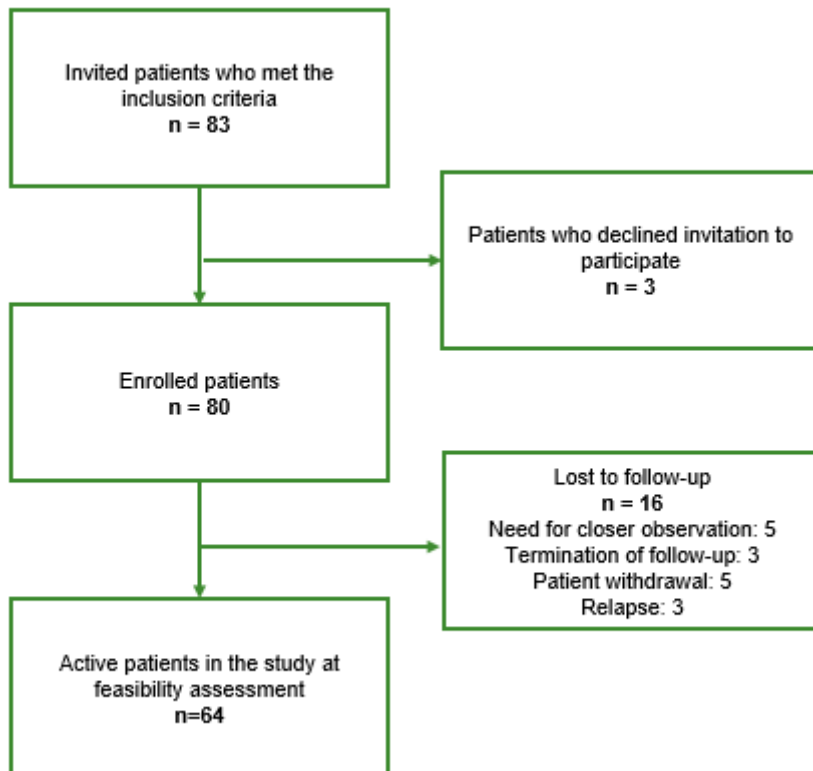 Invited patients who met the
inclusion criteria
n = 83
Patients who declined invitation to
participate
n = 3
Enrolled patients
n = 80
Lost to follow-up
n = 16
Need for closer observation: 5
Termination of follow-up: 3
Patient withdrawal: 5
Relapse: 3
Active patients in the study at
feasibility assessment
n=64